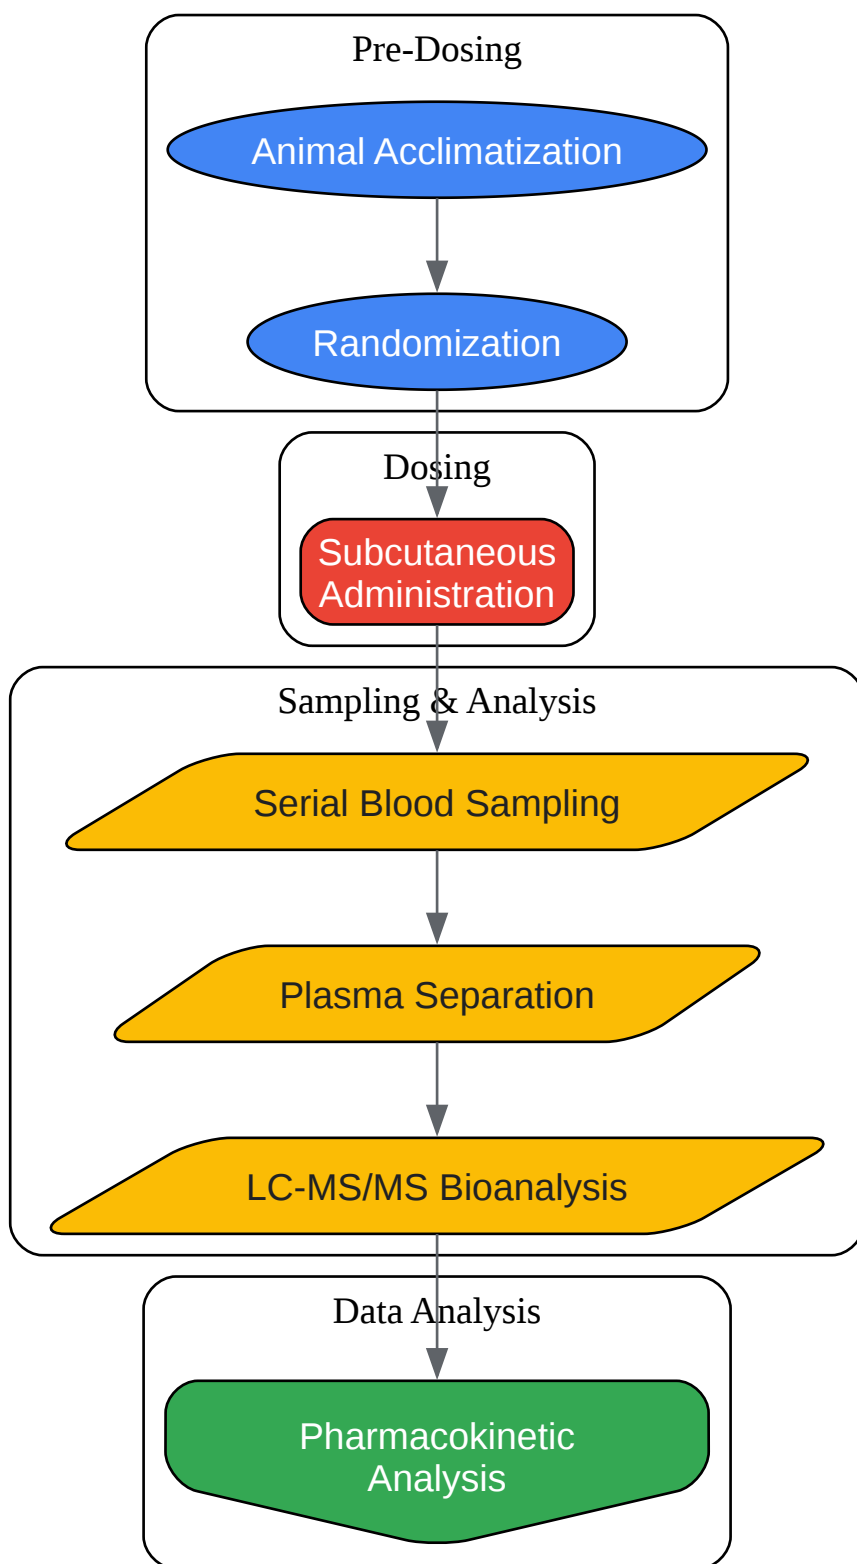 Pre-Dosing
Animal Acclimatization
Randomization
Dosing
Subcutaneous
Administration
Sampling & Analysis
Serial Blood Sampling
Plasma Separation
LC-MS/MS Bioanalysis
Data Analysis
Pharmacokinetic
Analysis